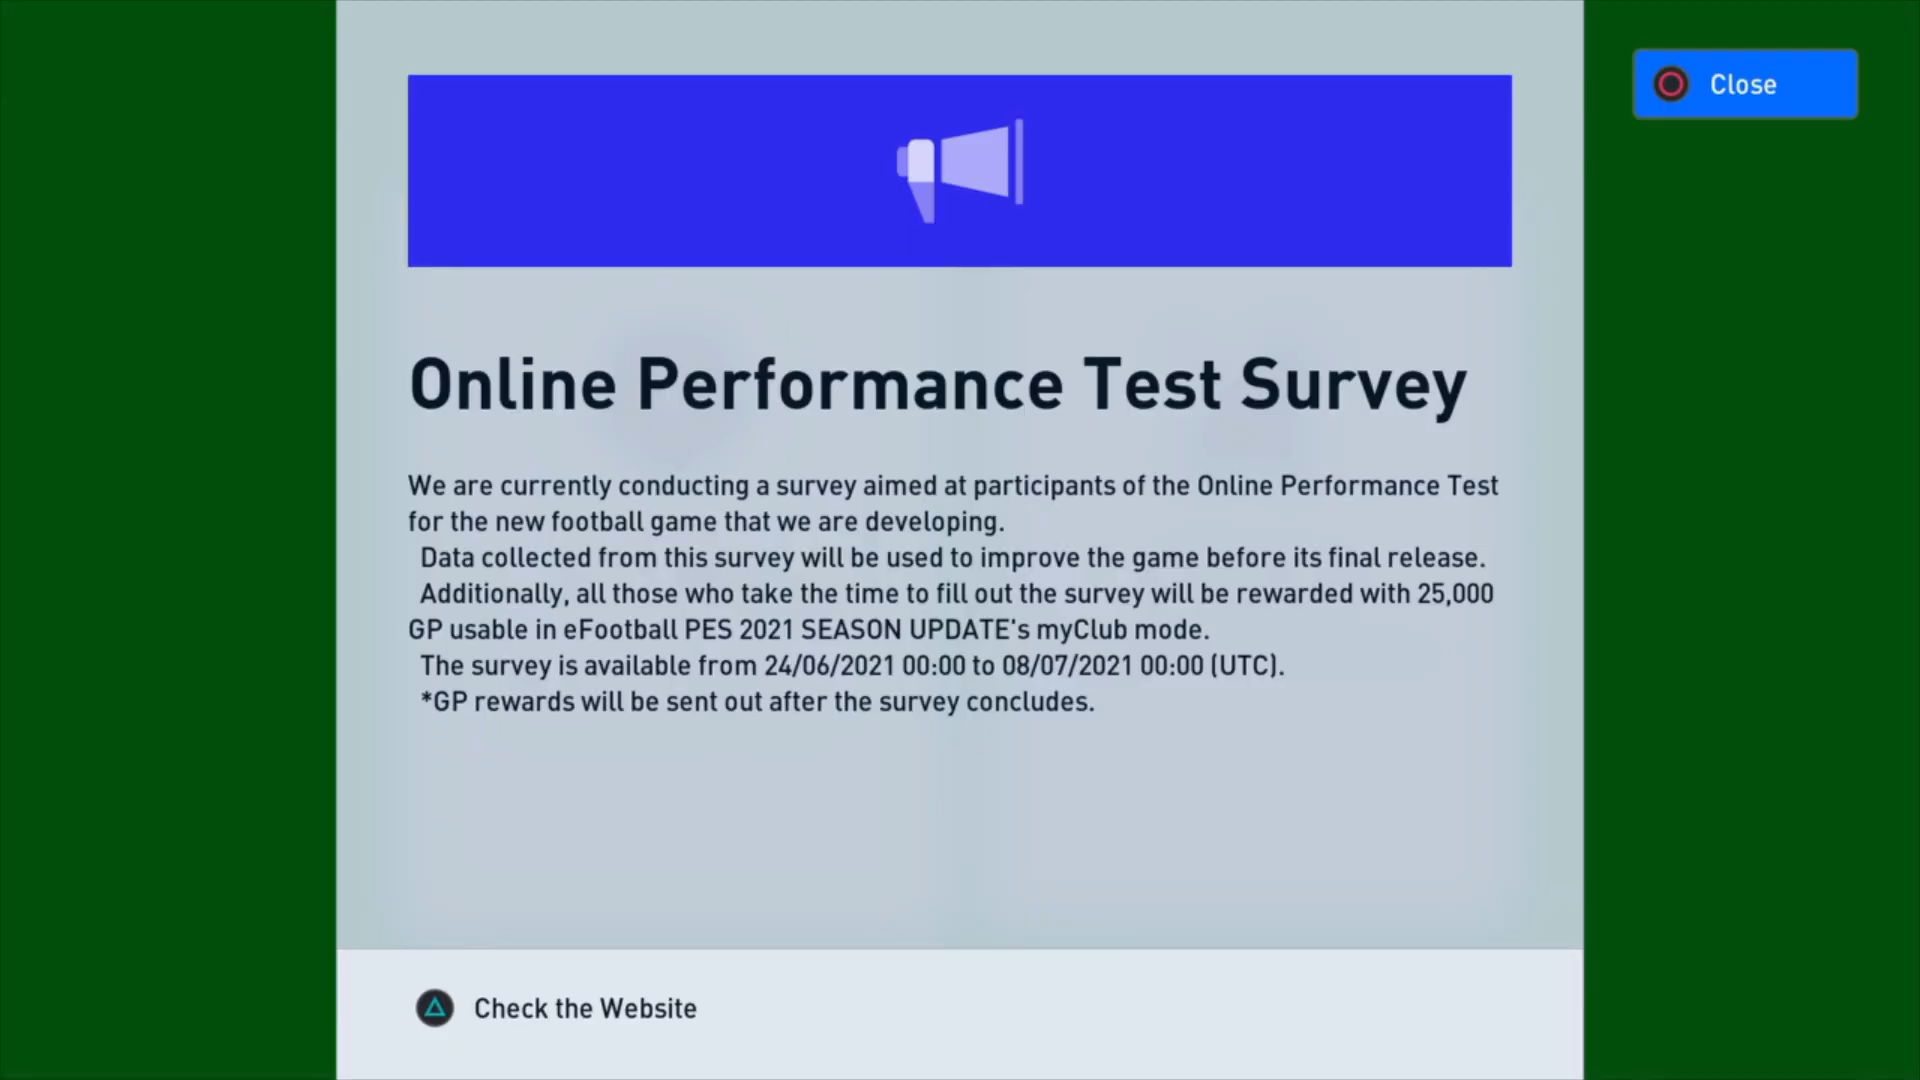 Close
Online Performance Test Survey
We are currently conducting a survey aimed at participants of the Online Performance Test
for the new football game that we are developing.
Data collected from this survey will be used to improve the game before its final release.
Additionally, all those who take the time to fill out the survey will be rewarded with 25,000
GP usable in eFootball PES 2021 SEASON UPDATE's myClub mode.
The survey is available from 24/06/2021 00:00 to 08/07/2021 00:00 (UTC).
*GP rewards will be sent out after the survey concludes.
Check the Website